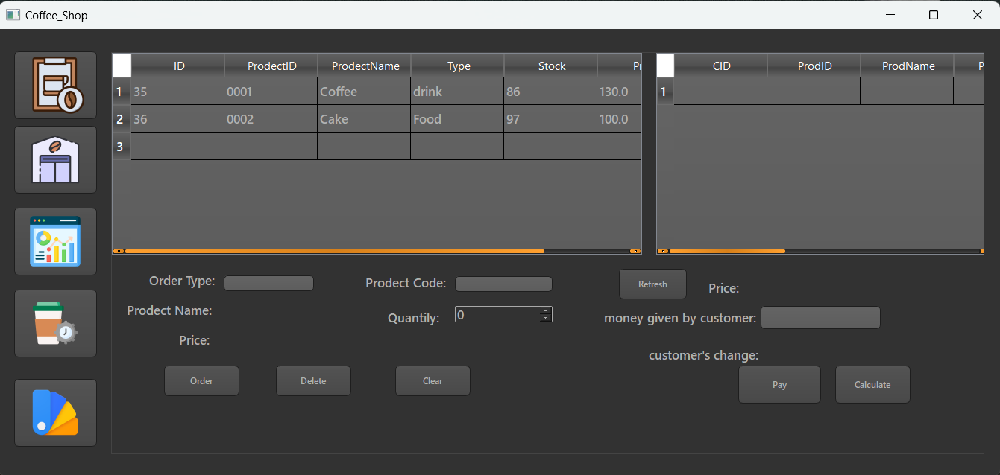 Coffee_Shop
ID ProdectID ProdectName Type Stock Pr
1 35 0001 Coffee drink 86 130.0
2 36 0002 Cake Food 97 100.0
3
CID ProdID ProdName P
1
Order Type: Prodect Code: Refresh Price:
Prodect Name: Quantily: 0 money given by customer:
Price: customer's change:
Order Delete Clear Pay Calculate